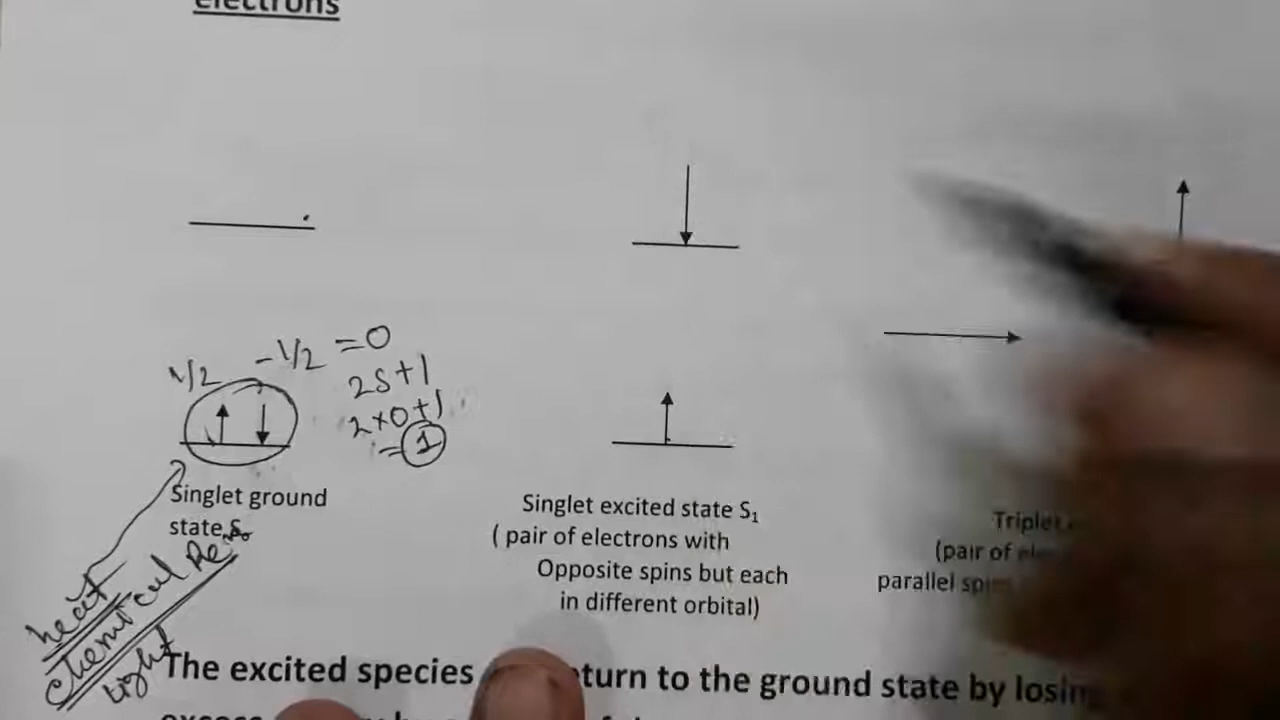 electrons
1/2 -1/2 =0
2S+1
2×0+1
=1
Singlet ground
state S₀
Singlet excited state S₁
( pair of electrons with
Opposite spins but each
in different orbital)
Triplet
(pair of
parallel
heat
chemical Re
light
The excited species turn to the ground state by losing